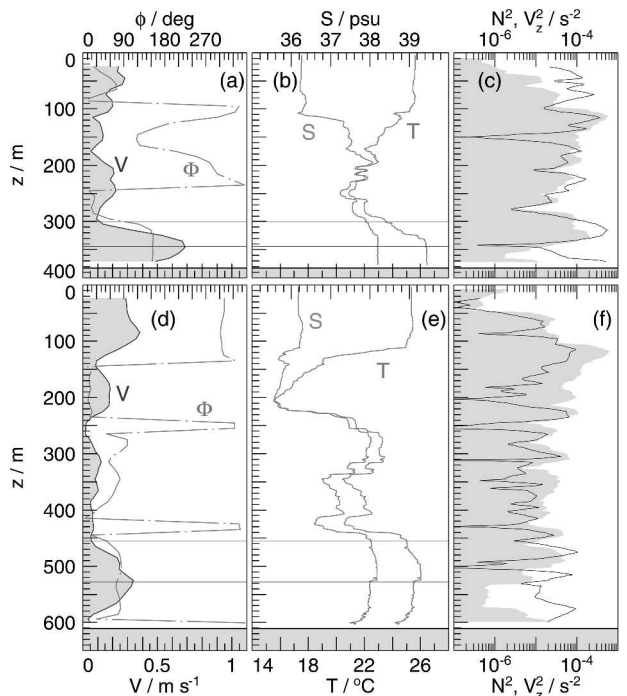 ϕ / deg S / psu N², V_z² / s⁻²
0 90 180 270 36 37 38 39 10⁻⁶ 10⁻⁴
0 (a) (b) (c)
100
S T
z / m
200 V Φ
300
400
0 (d) (e) (f)
S
100
T
V
200
Φ
z / m
300
400
500
600
0 0.5 1 14 18 22 26 10⁻⁶ 10⁻⁴
V / m s⁻¹ T / °C N², V_z² / s⁻²